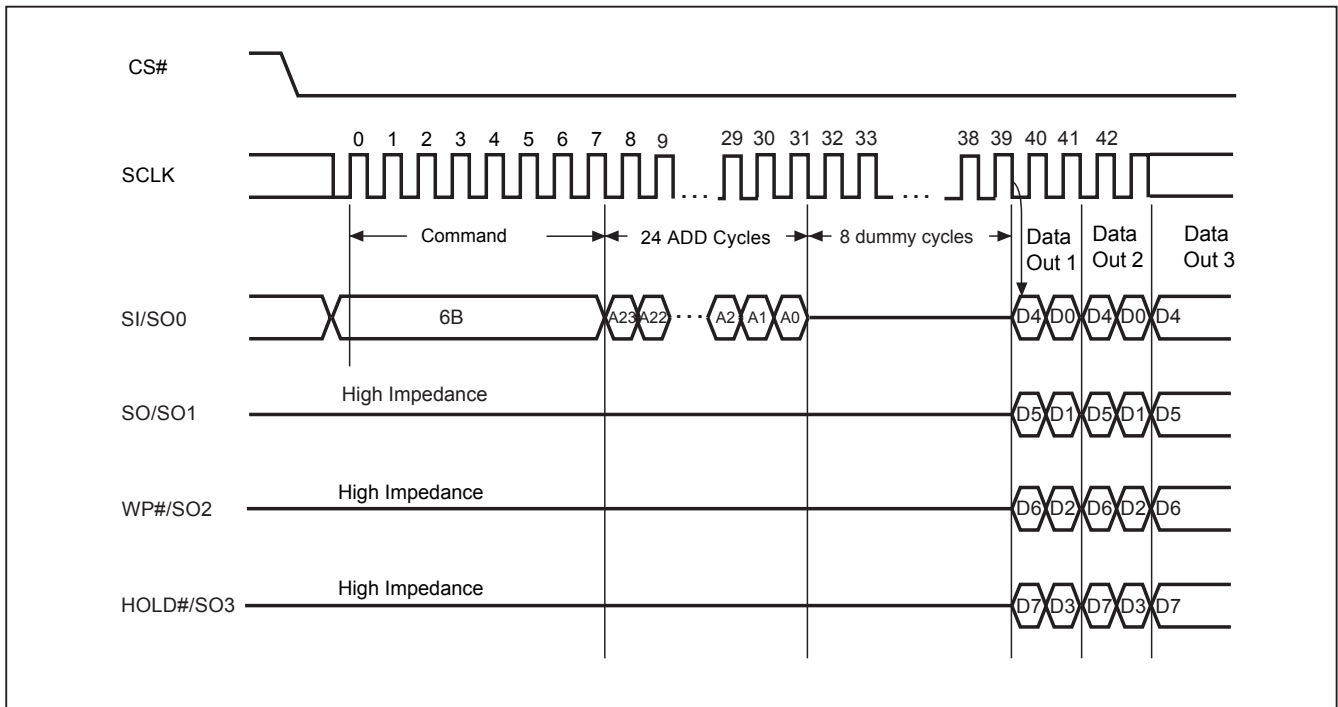 CS#
0 1 2 3 4 5 6 7 8 9 29 30 31 32 33 38 39 40 41 42
SCLK
... ...
Command 24 ADD Cycles 8 dummy cycles Data Out 1 Data Out 2 Data Out 3
SI/SO0 6B A23 A22 ... A2 A1 A0 D4 D0 D4 D0 D4
High Impedance
SO/SO1 D5 D1 D5 D1 D5
High Impedance
WP#/SO2 D6 D2 D6 D2 D6
High Impedance
HOLD#/SO3 D7 D3 D7 D3 D7